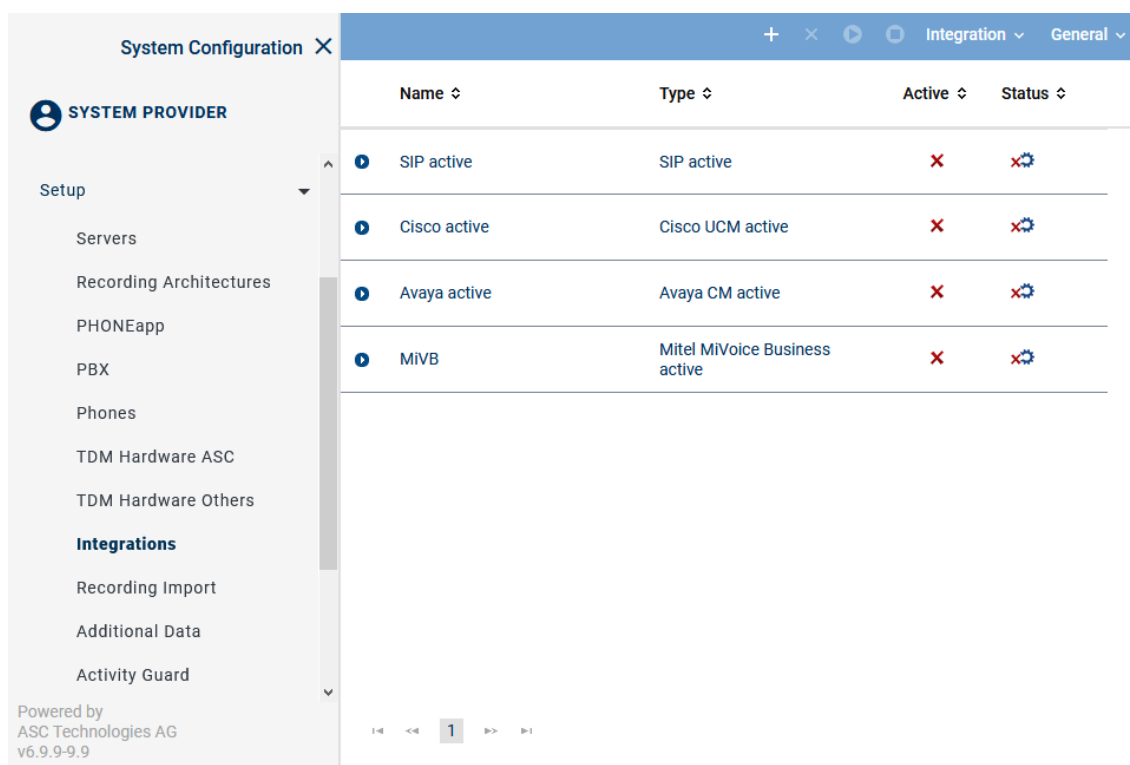 System Configuration
SYSTEM PROVIDER
Setup
Servers
Recording Architectures
PHONEapp
PBX
Phones
TDM Hardware ASC
TDM Hardware Others
Integrations
Recording Import
Additional Data
Activity Guard
Powered by
ASC Technologies AG
v6.9.9-9.9
Integration General
Name Type Active Status
SIP active SIP active
Cisco active Cisco UCM active
Avaya active Avaya CM active
MiVB Mitel MiVoice Business
active
1